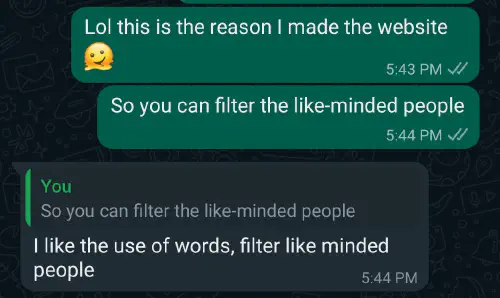 Lol this is the reason I made the website
🫠
5:43 PM
So you can filter the like-minded people
5:44 PM
You
So you can filter the like-minded people
I like the use of words, filter like minded
people
5:44 PM